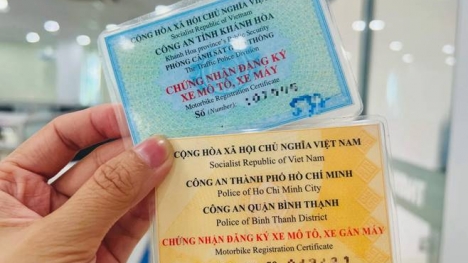 CỘNG HÒA XÃ HỘI CHỦ NGHĨA VIỆT NAM
Socialist Republic of Vietnam
CÔNG AN TỈNH KHÁNH HÒA
Khanh Hoa province's Public Security
PHÒNG CẢNH SÁT GIAO THÔNG
The Traffic Police Division
CHỨNG NHẬN ĐĂNG KÝ
XE MÔ TÔ, XE MÁY
Motorbike Registration Certificate
Số (Number):
CỘNG HÒA XÃ HỘI CHỦ NGHĨA VIỆT NAM
Socialist Republic of Viet Nam
CÔNG AN THÀNH PHỐ HỒ CHÍ MINH
Police of Ho Chi Minh City
CÔNG AN QUẬN BÌNH THẠNH
Police of Binh Thanh District
CHỨNG NHẬN ĐĂNG KÝ XE MÔ TÔ, XE GẮN MÁY
Motorbike Registration Certificate